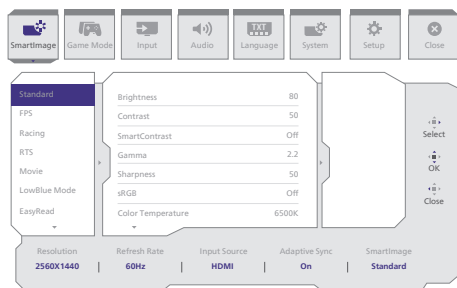 SmartImage
Game Mode
Input
Audio
TXT
Language
System
Setup
Close
Standard
FPS
Racing
RTS
Movie
LowBlue Mode
EasyRead
Brightness 80
Contrast 50
SmartContrast Off
Gamma 2.2
Sharpness 50
sRGB Off
Color Temperature 6500K
Select
OK
Close
Resolution Refresh Rate Input Source Adaptive Sync SmartImage
2560X1440 60Hz HDMI On Standard